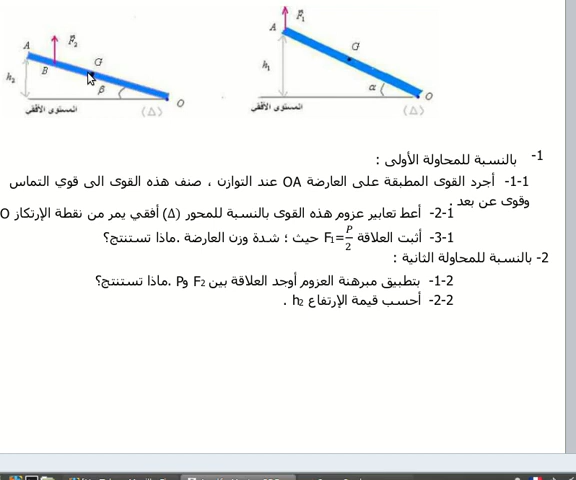 A
F₁
G
h₁
α
O
المستوى الأفقي
(Δ)
A
F₂
B
G
h₂
β
O
المستوى الأفقي
(Δ)
1- بالنسبة للمحاولة الأولى :
1-1- أجرد القوى المطبقة على العارضة OA عند التوازن ، صنف هذه القوى الى قوي التماس
وقوى عن بعد .
1-2- أعط تعابير عزوم هذه القوى بالنسبة للمحور (Δ) أفقي يمر من نقطة الإرتكاز O
1-3- أثبت العلاقة F₁=P/2 حيث ؛ شدة وزن العارضة .ماذا تستنتج؟
2- بالنسبة للمحاولة الثانية :
2-1- بتطبيق مبرهنة العزوم أوجد العلاقة بين F₂ و P .ماذا تستنتج؟
2-2- أحسب قيمة الإرتفاع h₂ .